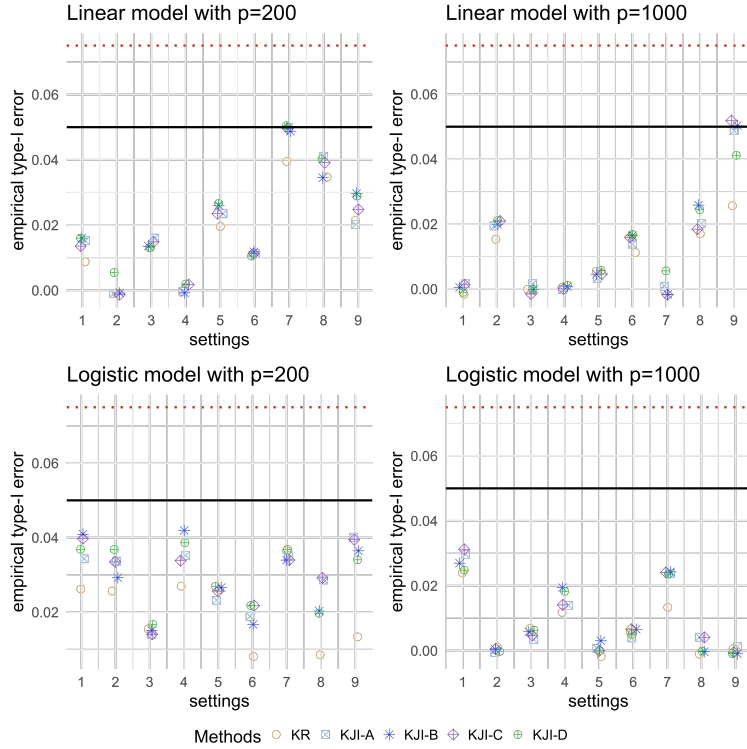 Linear model with p=200
empirical type-I error
0.06
0.04
0.02
0.00
1 2 3 4 5 6 7 8 9
settings
Linear model with p=1000
empirical type-I error
0.06
0.04
0.02
0.00
1 2 3 4 5 6 7 8 9
settings
Logistic model with p=200
empirical type-I error
0.06
0.04
0.02
1 2 3 4 5 6 7 8 9
settings
Logistic model with p=1000
empirical type-I error
0.06
0.04
0.02
0.00
1 2 3 4 5 6 7 8 9
settings
Methods KR KJI-A KJI-B KJI-C KJI-D